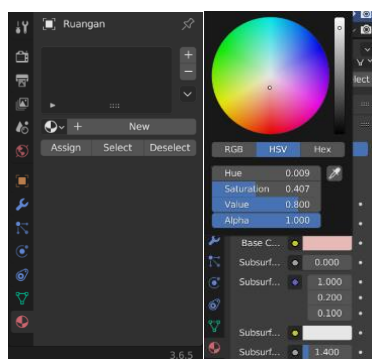 Ruangan
New
Assign Select Deselect
3.6.5
lect
RGB HSV Hex
Hue 0.009
Saturation 0.407
Value 0.800
Alpha 1.000
Base C...
Subsurf... 0.000
Subsurf... 1.000
0.200
0.100
Subsurf...
Subsurf... 1.400